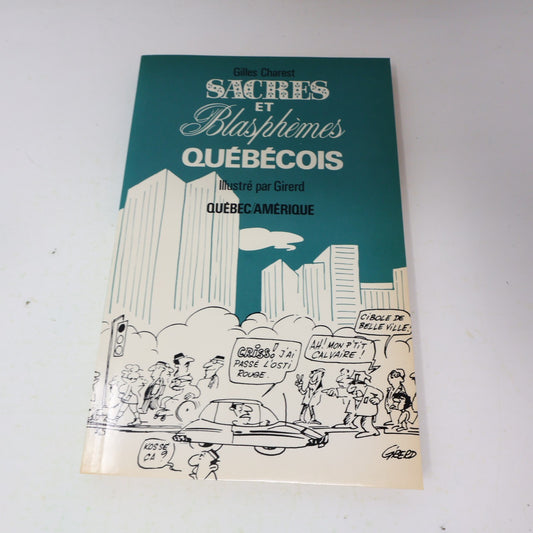 Gilles Charest
SACRES
ET
Blasphèmes
QUÉBÉCOIS
Illustré par Girerd
QUÉBEC/AMÉRIQUE
CIBOLE DE
BELLE VILLE!
CRISS! J'AI
PASSÉ L'OSTI
ROUGE.
AH! MON P'TIT
CALVAIRE!
KOSSÉ
ÇA?
GIRERD